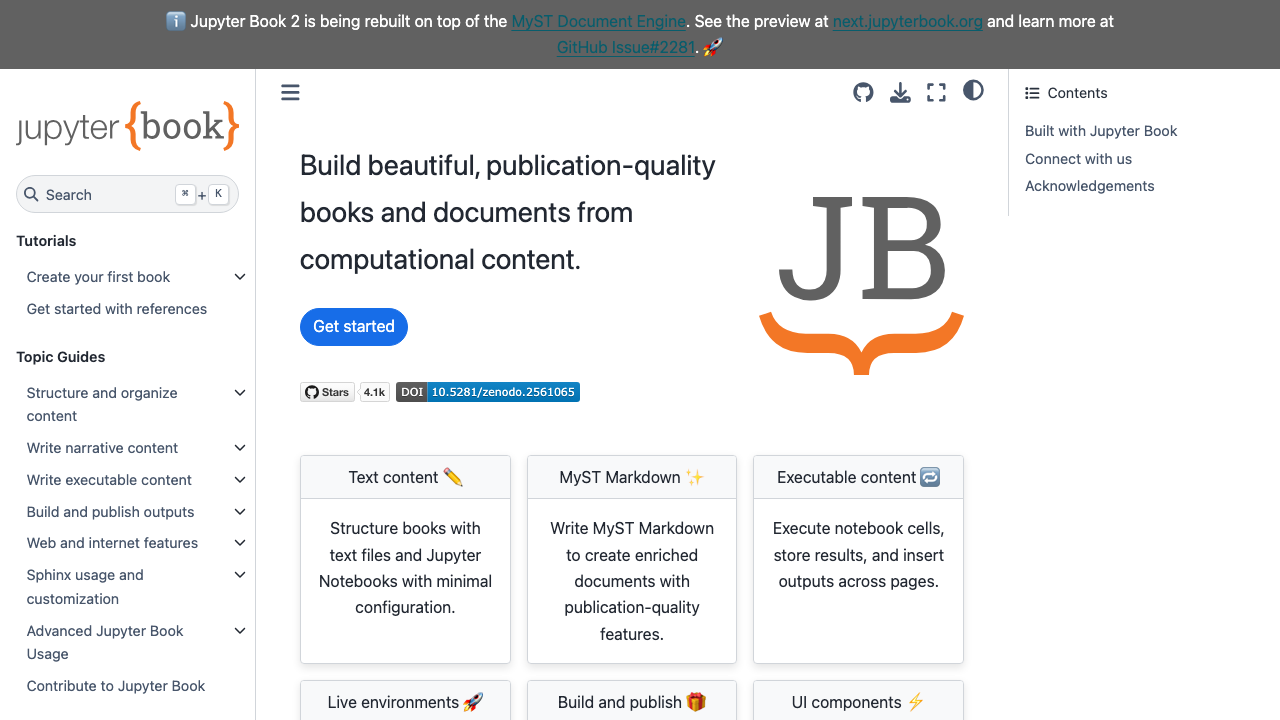 ℹ️ Jupyter Book 2 is being rebuilt on top of the MyST Document Engine. See the preview at next.jupyterbook.org and learn more at
GitHub Issue#2281. 🚀
jupyter {book}
Search ⌘ + K
Tutorials
Create your first book
Get started with references
Topic Guides
Structure and organize
content
Write narrative content
Write executable content
Build and publish outputs
Web and internet features
Sphinx usage and
customization
Advanced Jupyter Book
Usage
Contribute to Jupyter Book
Build beautiful, publication-quality
books and documents from
computational content.
Get started
Stars 4.1k DOI 10.5281/zenodo.2561065
JB
Text content ✏️
Structure books with
text files and Jupyter
Notebooks with minimal
configuration.
MyST Markdown ✨
Write MyST Markdown
to create enriched
documents with
publication-quality
features.
Executable content 🔁
Execute notebook cells,
store results, and insert
outputs across pages.
Live environments 🚀
Build and publish 🎁
UI components ⚡
Contents
Built with Jupyter Book
Connect with us
Acknowledgements